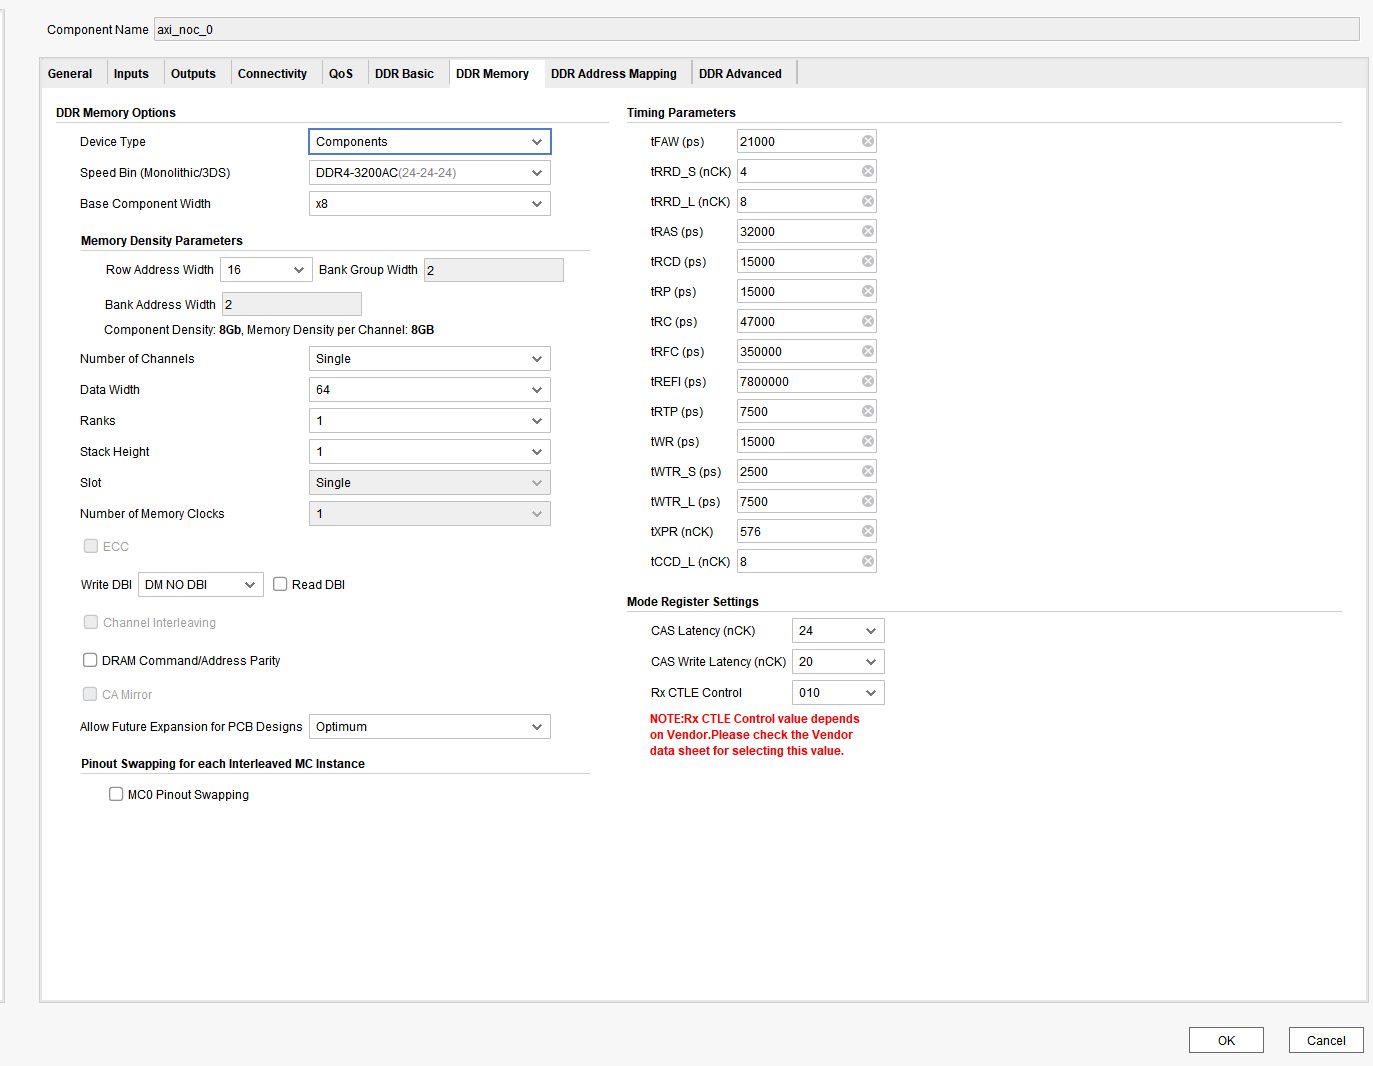 Component Name axi_noc_0
General Inputs Outputs Connectivity QoS DDR Basic DDR Memory DDR Address Mapping DDR Advanced
DDR Memory Options
Device Type Components
Speed Bin (Monolithic/3DS) DDR4-3200AC(24-24-24)
Base Component Width x8
Memory Density Parameters
Row Address Width 16 Bank Group Width 2
Bank Address Width 2
Component Density: 8Gb, Memory Density per Channel: 8GB
Number of Channels Single
Data Width 64
Ranks 1
Stack Height 1
Slot Single
Number of Memory Clocks 1
ECC
Write DBI DM NO DBI Read DBI
Channel Interleaving
DRAM Command/Address Parity
CA Mirror
Allow Future Expansion for PCB Designs Optimum
Pinout Swapping for each Interleaved MC Instance
MC0 Pinout Swapping
Timing Parameters
tFAW (ps) 21000
tRRD_S (nCK) 4
tRRD_L (nCK) 8
tRAS (ps) 32000
tRCD (ps) 15000
tRP (ps) 15000
tRC (ps) 47000
tRFC (ps) 350000
tREFI (ps) 7800000
tRTP (ps) 7500
tWR (ps) 15000
tWTR_S (ps) 2500
tWTR_L (ps) 7500
tXPR (nCK) 576
tCCD_L (nCK) 8
Mode Register Settings
CAS Latency (nCK) 24
CAS Write Latency (nCK) 20
Rx CTLE Control 010
NOTE:Rx CTLE Control value depends
on Vendor.Please check the Vendor
data sheet for selecting this value.
OK Cancel